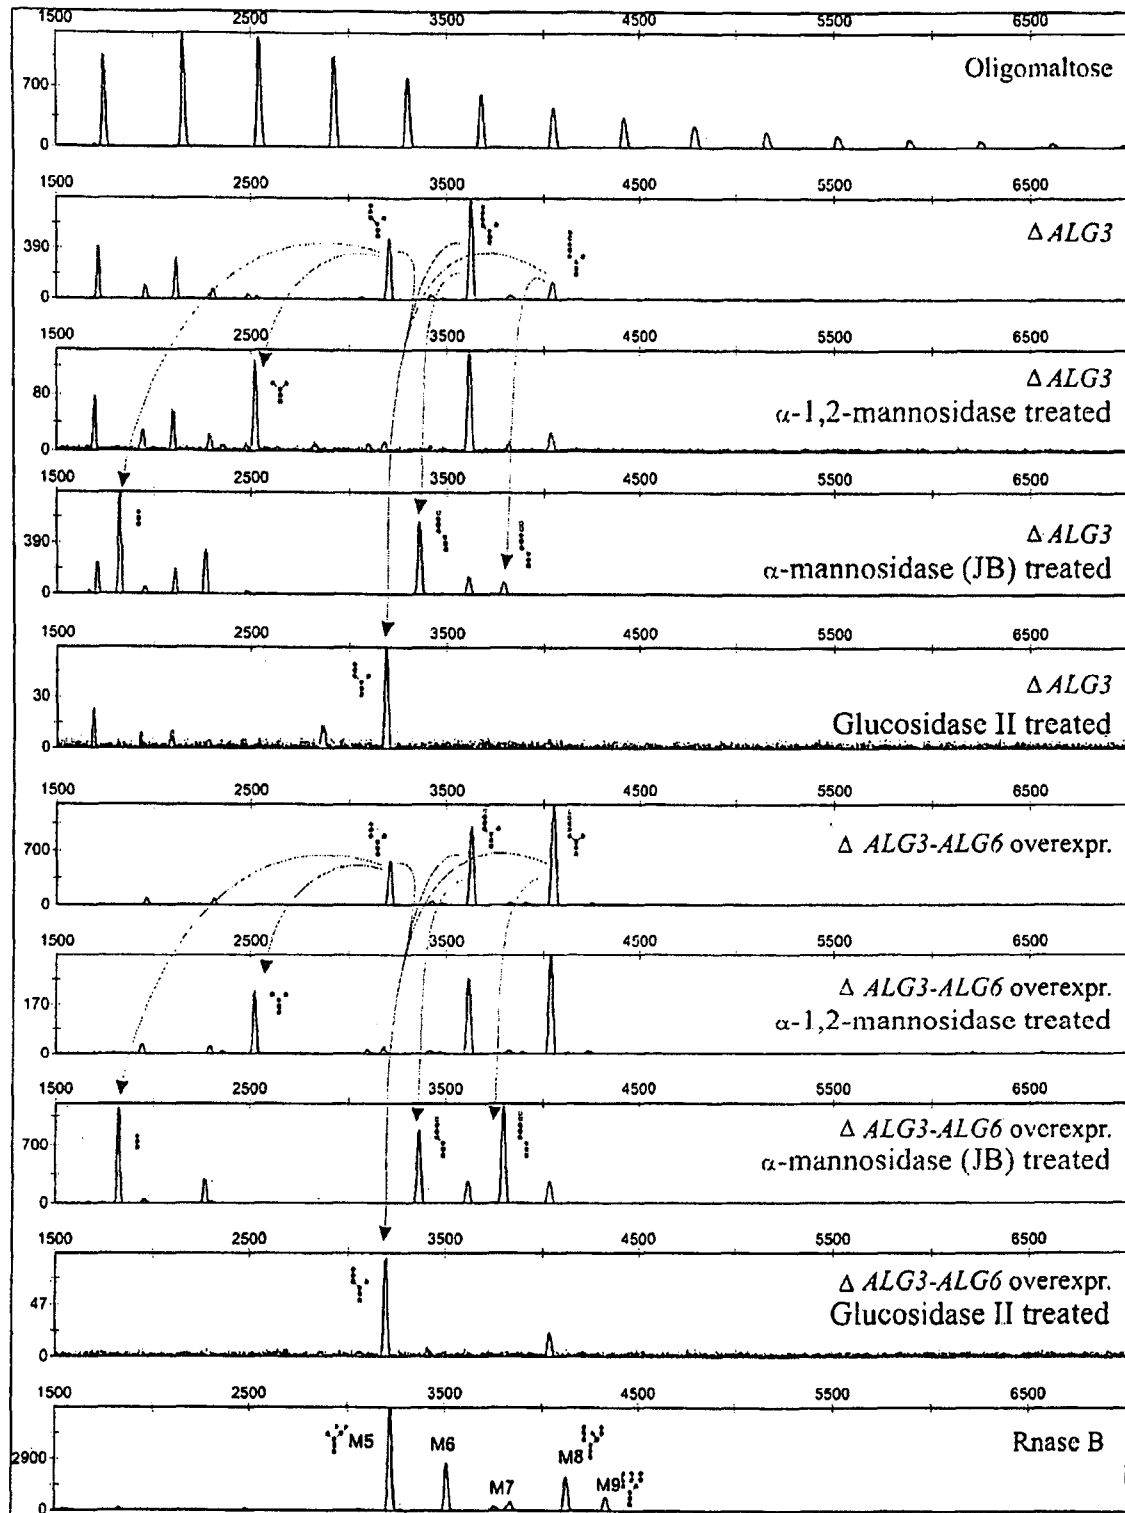 1500 2500 3500 4500 5500 6500
700
0
Oligomaltose
1500 2500 3500 4500 5500 6500
390
0
Δ ALG3
1500 2500 3500 4500 5500 6500
80
0
Δ ALG3
α-1,2-mannosidase treated
1500 2500 3500 4500 5500 6500
390
0
Δ ALG3
α-mannosidase (JB) treated
1500 2500 3500 4500 5500 6500
30
0
Δ ALG3
Glucosidase II treated
1500 2500 3500 4500 5500 6500
700
0
Δ ALG3-ALG6 overexpr.
1500 2500 3500 4500 5500 6500
170
0
Δ ALG3-ALG6 overexpr.
α-1,2-mannosidase treated
1500 2500 3500 4500 5500 6500
700
0
Δ ALG3-ALG6 overexpr.
α-mannosidase (JB) treated
1500 2500 3500 4500 5500 6500
47
0
Δ ALG3-ALG6 overexpr.
Glucosidase II treated
1500 2500 3500 4500 5500 6500
2900
0
M5 M6 M7 M8 M9
Rnase B